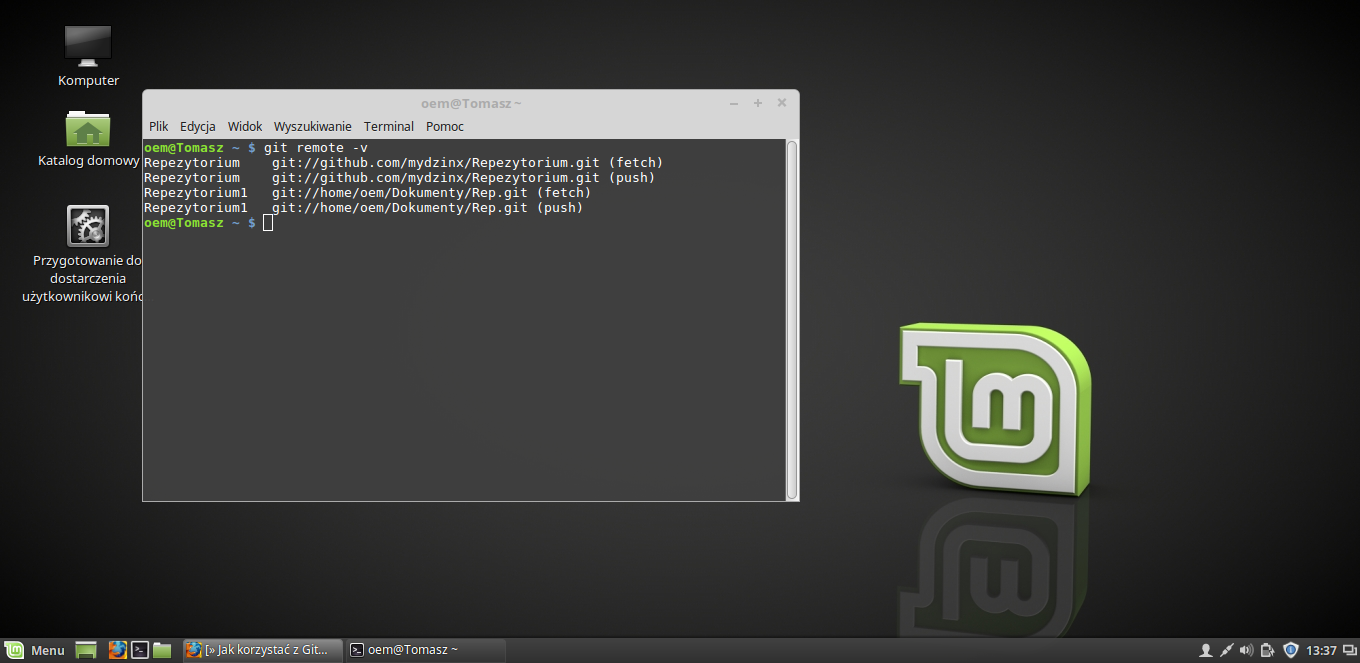 Komputer
Katalog domowy
Przygotowanie do
dostarczenia
użytkownikowi końc
oem@Tomasz ~
Plik Edycja Widok Wyszukiwanie Terminal Pomoc
oem@Tomasz ~ $ git remote -v
Repezytorium git://github.com/mydzinx/Repezytorium.git (fetch)
Repezytorium git://github.com/mydzinx/Repezytorium.git (push)
Repezytorium1 git://home/oem/Dokumenty/Rep.git (fetch)
Repezytorium1 git://home/oem/Dokumenty/Rep.git (push)
oem@Tomasz ~ $
Menu [» Jak korzystać z Git... oem@Tomasz ~ 13:37